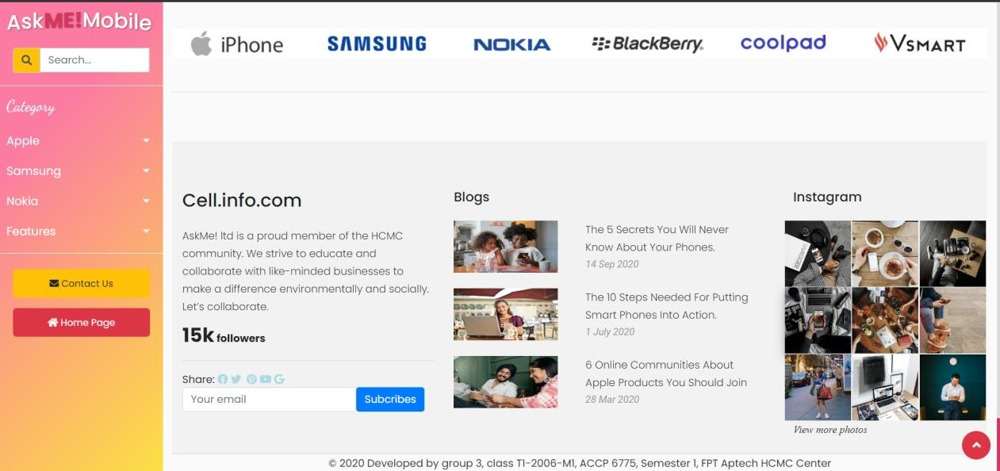 AskME!Mobile
Search...
Category
Apple
Samsung
Nokia
Features
Contact Us
Home Page
iPhone
SAMSUNG
NOKIA
BlackBerry®
coolpad
VSMART
Cell.info.com
AskMe! ltd is a proud member of the HCMC
community. We strive to educate and
collaborate with like-minded businesses to
make a difference environmentally and socially.
Let's collaborate.
15k followers
Share:
Your email
Subcribes
Blogs
The 5 Secrets You Will Never
Know About Your Phones.
14 Sep 2020
The 10 Steps Needed For Putting
Smart Phones Into Action.
1 July 2020
6 Online Communities About
Apple Products You Should Join
28 Mar 2020
Instagram
View more photos
© 2020 Developed by group 3, class T1-2006-M1, ACCP 6775, Semester 1, FPT Aptech HCMC Center